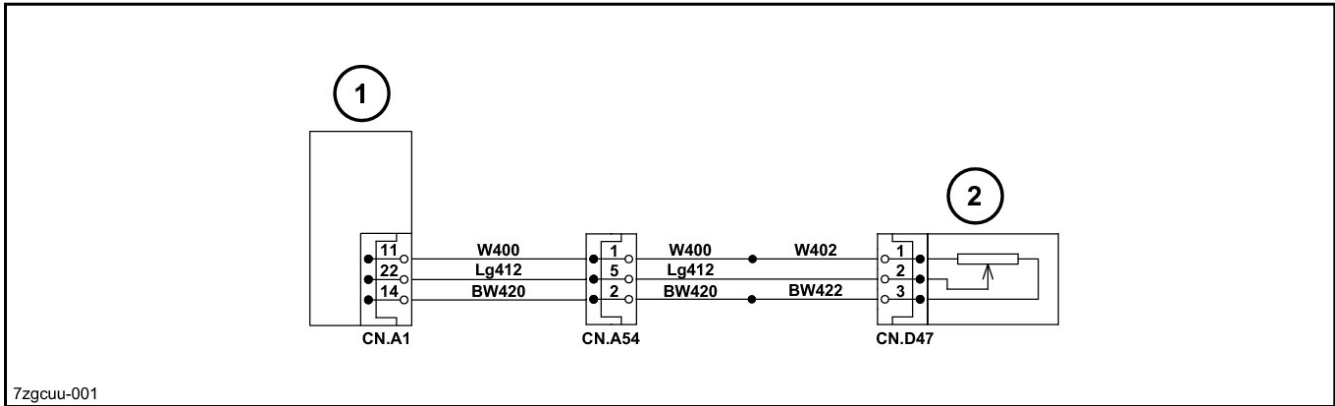 1
2
11 W400 1 W400 W402 1
22 Lg412 5 Lg412 2
14 BW420 2 BW420 BW422 3
CN.A1 CN.A54 CN.D47
7zgcuu-001